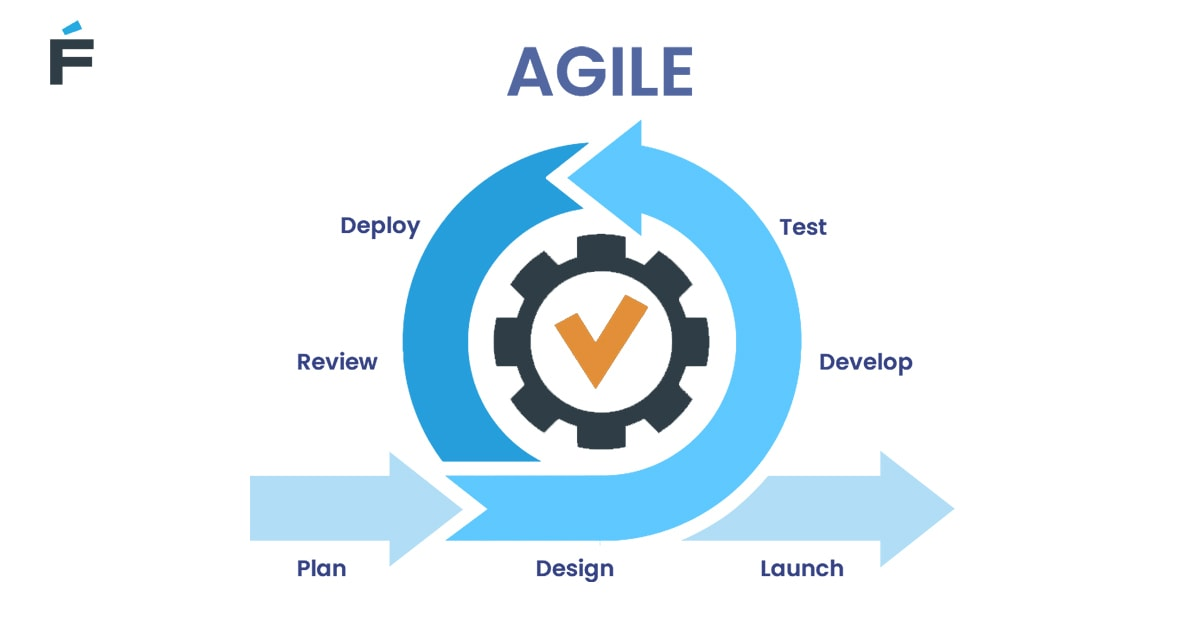 F
AGILE
Deploy
Test
Review
Develop
Plan
Design
Launch